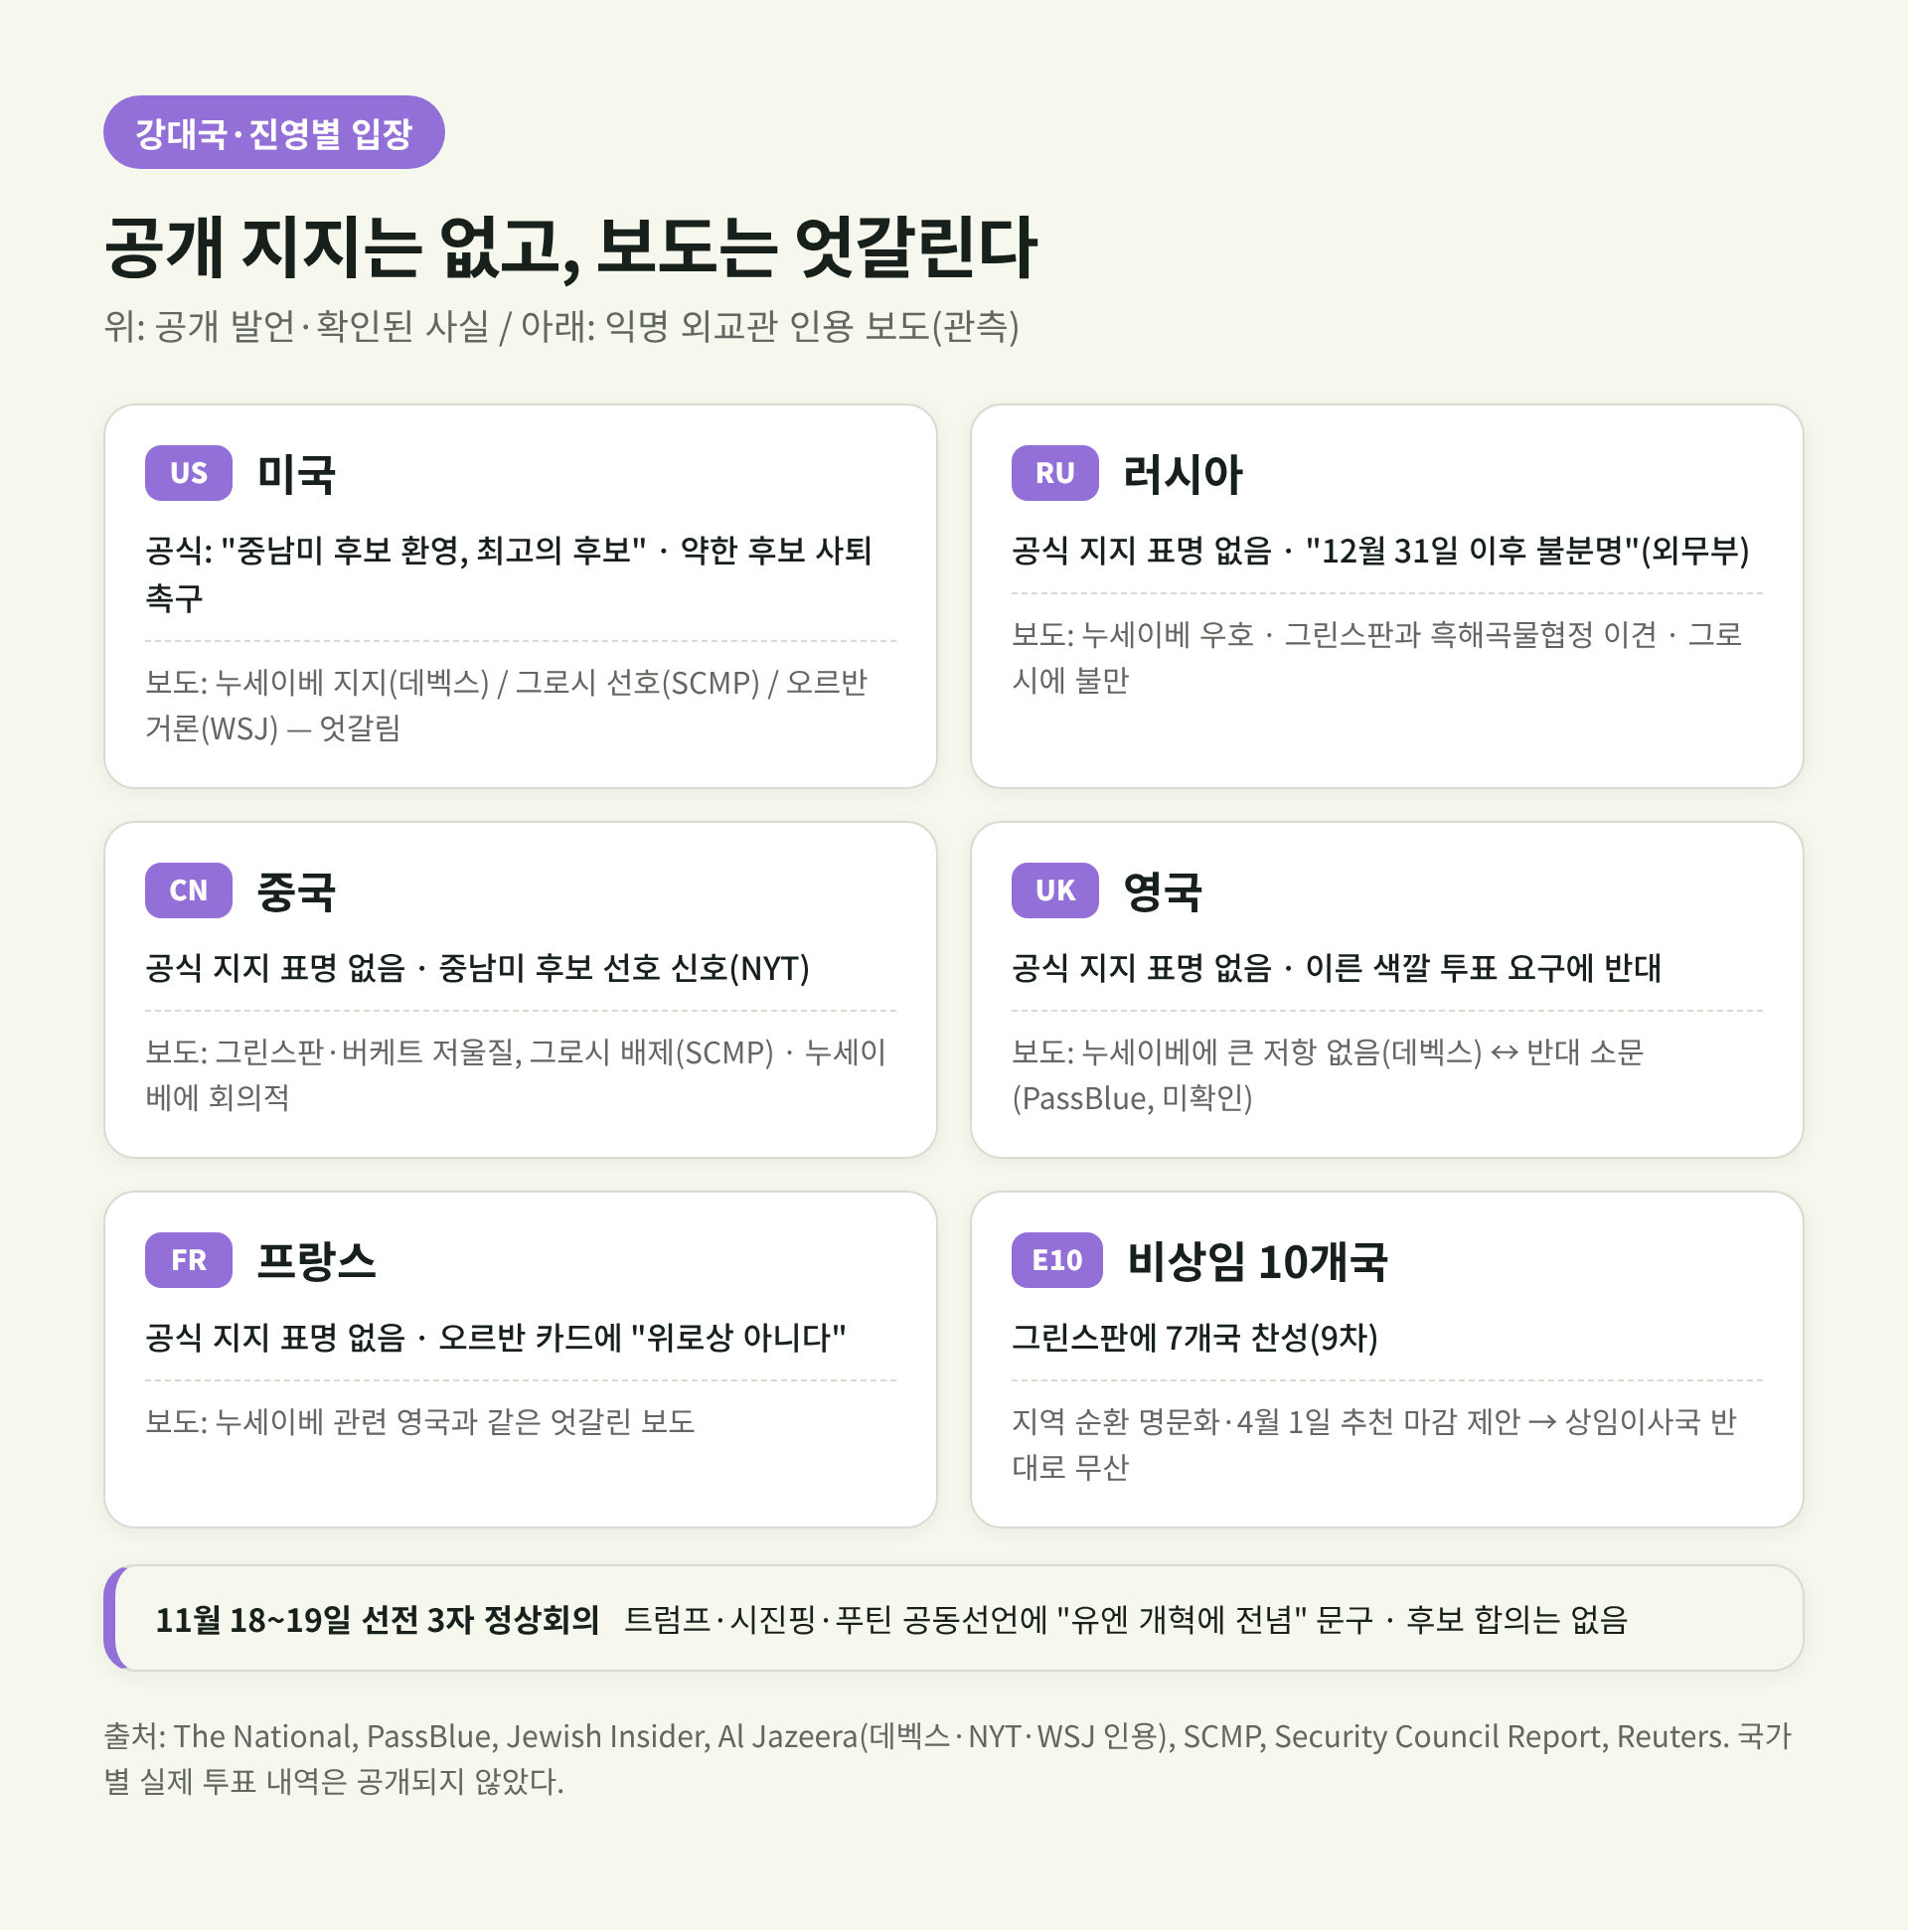 강대국·진영별 입장
공개 지지는 없고, 보도는 엇갈린다
위: 공개 발언·확인된 사실 / 아래: 익명 외교관 인용 보도(관측)
US 미국
공식: "중남미 후보 환영, 최고의 후보" · 약한 후보 사퇴
촉구
보도: 누세이베 지지(데벡스) / 그로시 선호(SCMP) / 오르반
거론(WSJ) — 엇갈림
RU 러시아
공식 지지 표명 없음 · "12월 31일 이후 불분명"(외무부)
보도: 누세이베 우호 · 그린스판과 흑해곡물협정 이견 · 그로
시에 불만
CN 중국
공식 지지 표명 없음 · 중남미 후보 선호 신호(NYT)
보도: 그린스판·버케트 저울질, 그로시 배제(SCMP) · 누세이
베에 회의적
UK 영국
공식 지지 표명 없음 · 이른 색깔 투표 요구에 반대
보도: 누세이베에 큰 저항 없음(데벡스) ↔ 반대 소문
(PassBlue, 미확인)
FR 프랑스
공식 지지 표명 없음 · 오르반 카드에 "위로상 아니다"
보도: 누세이베 관련 영국과 같은 엇갈린 보도
E10 비상임 10개국
그린스판에 7개국 찬성(9차)
지역 순환 명문화·4월 1일 추천 마감 제안 → 상임이사국 반
대로 무산
11월 18~19일 선전 3자 정상회의 트럼프·시진핑·푸틴 공동선언에 "유엔 개혁에 전념" 문구 · 후보 합의는 없음
출처: The National, PassBlue, Jewish Insider, Al Jazeera(데벡스·NYT·WSJ 인용), SCMP, Security Council Report, Reuters. 국가
별 실제 투표 내역은 공개되지 않았다.